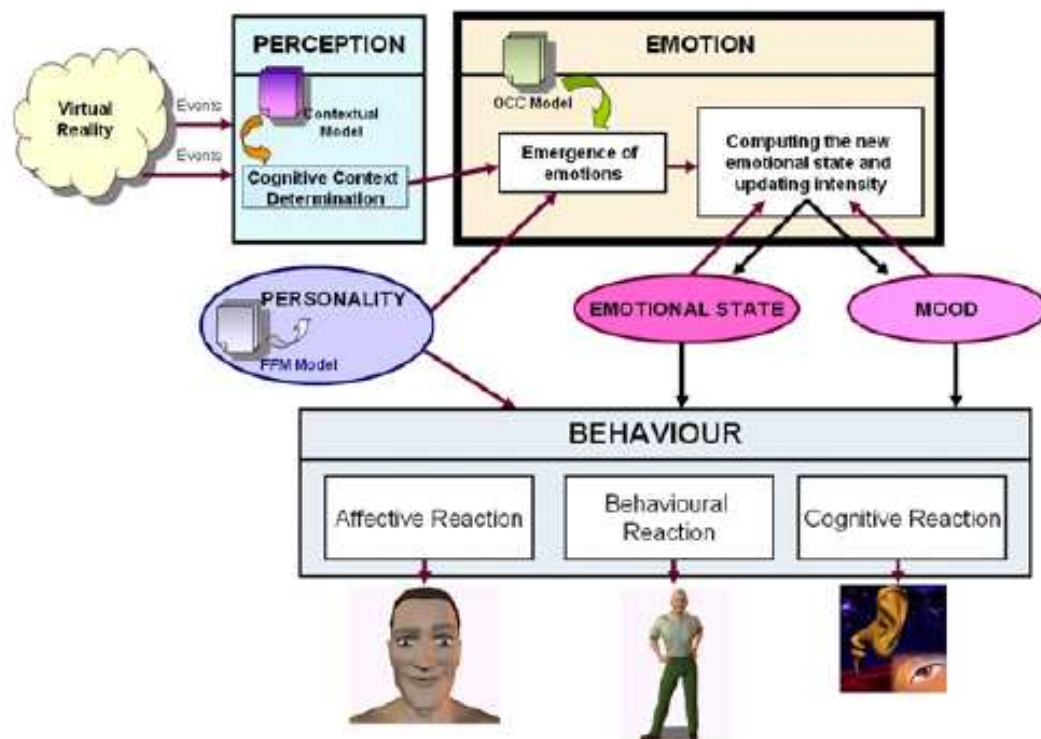 PERCEPTION
EMOTION
Virtual
Reality
Events
Events
Contextual
Model
Cognitive Context
Determination
OCC Model
Emergence of
emotions
Computing the new
emotional state and
updating intensity
PERSONALITY
FFM Model
EMOTIONAL STATE
MOOD
BEHAVIOUR
Affective Reaction
Behavioural
Reaction
Cognitive Reaction